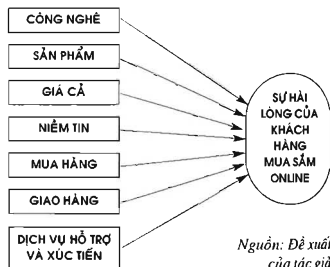 CÔNG NGHỆ
SẢN PHẨM
GIÁ CẢ
NIỀM TIN
MUA HÀNG
GIAO HÀNG
DỊCH VỤ HỖ TRỢ
VÀ XÚC TIẾN
SỰ HÀI
LÒNG CỦA
KHÁCH
HÀNG
MUA SẮM
ONLINE
Nguồn: Đề xuất
của tác giả